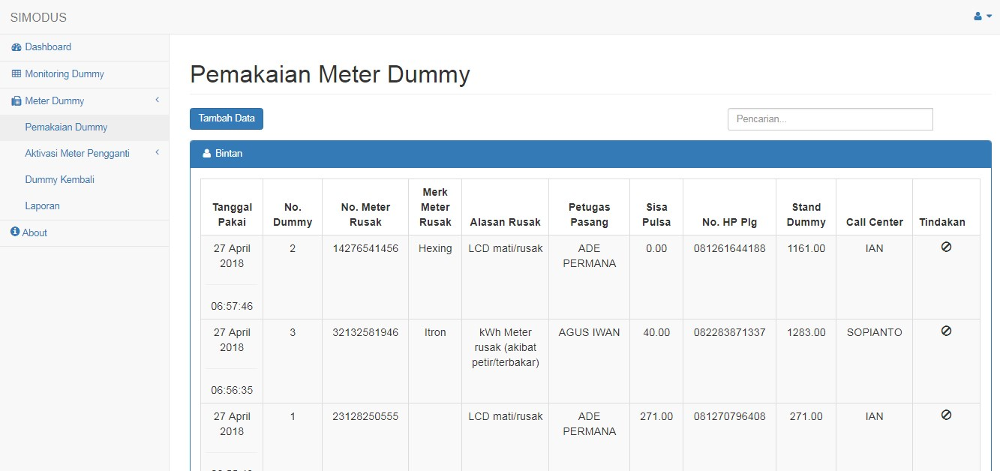 SIMODUS
Dashboard
Monitoring Dummy
Meter Dummy
Pemakaian Dummy
Aktivasi Meter Pengganti
Dummy Kembali
Laporan
About
Pemakaian Meter Dummy
Tambah Data
Pencarian...
Bintan
Tanggal Pakai
No. Dummy
No. Meter Rusak
Merk Meter Rusak
Alasan Rusak
Petugas Pasang
Sisa Pulsa
No. HP Plg
Stand Dummy
Call Center
Tindakan
27 April 2018
06:57:46
2
14276541456
Hexing
LCD mati/rusak
ADE PERMANA
0.00
081261644188
1161.00
IAN
27 April 2018
06:56:35
3
32132581946
Itron
kWh Meter rusak (akibat petir/terbakar)
AGUS IWAN
40.00
082283871337
1283.00
SOPIANTO
27 April 2018
1
23128250555
LCD mati/rusak
ADE PERMANA
271.00
081270796408
271.00
IAN